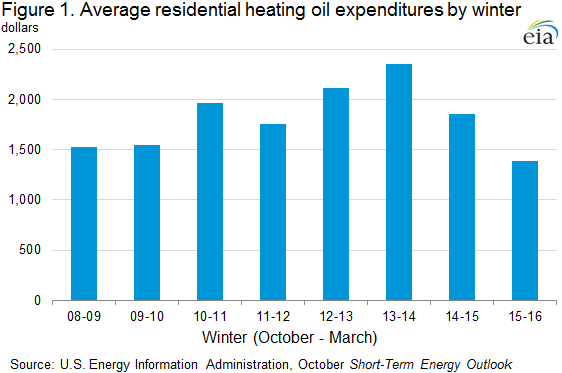 Figure 1. Average residential heating oil expenditures by winter
dollars
eia
2,500
2,000
1,500
1,000
500
0
08-09 09-10 10-11 11-12 12-13 13-14 14-15 15-16
Winter (October - March)
Source: U.S. Energy Information Administration, October Short-Term Energy Outlook